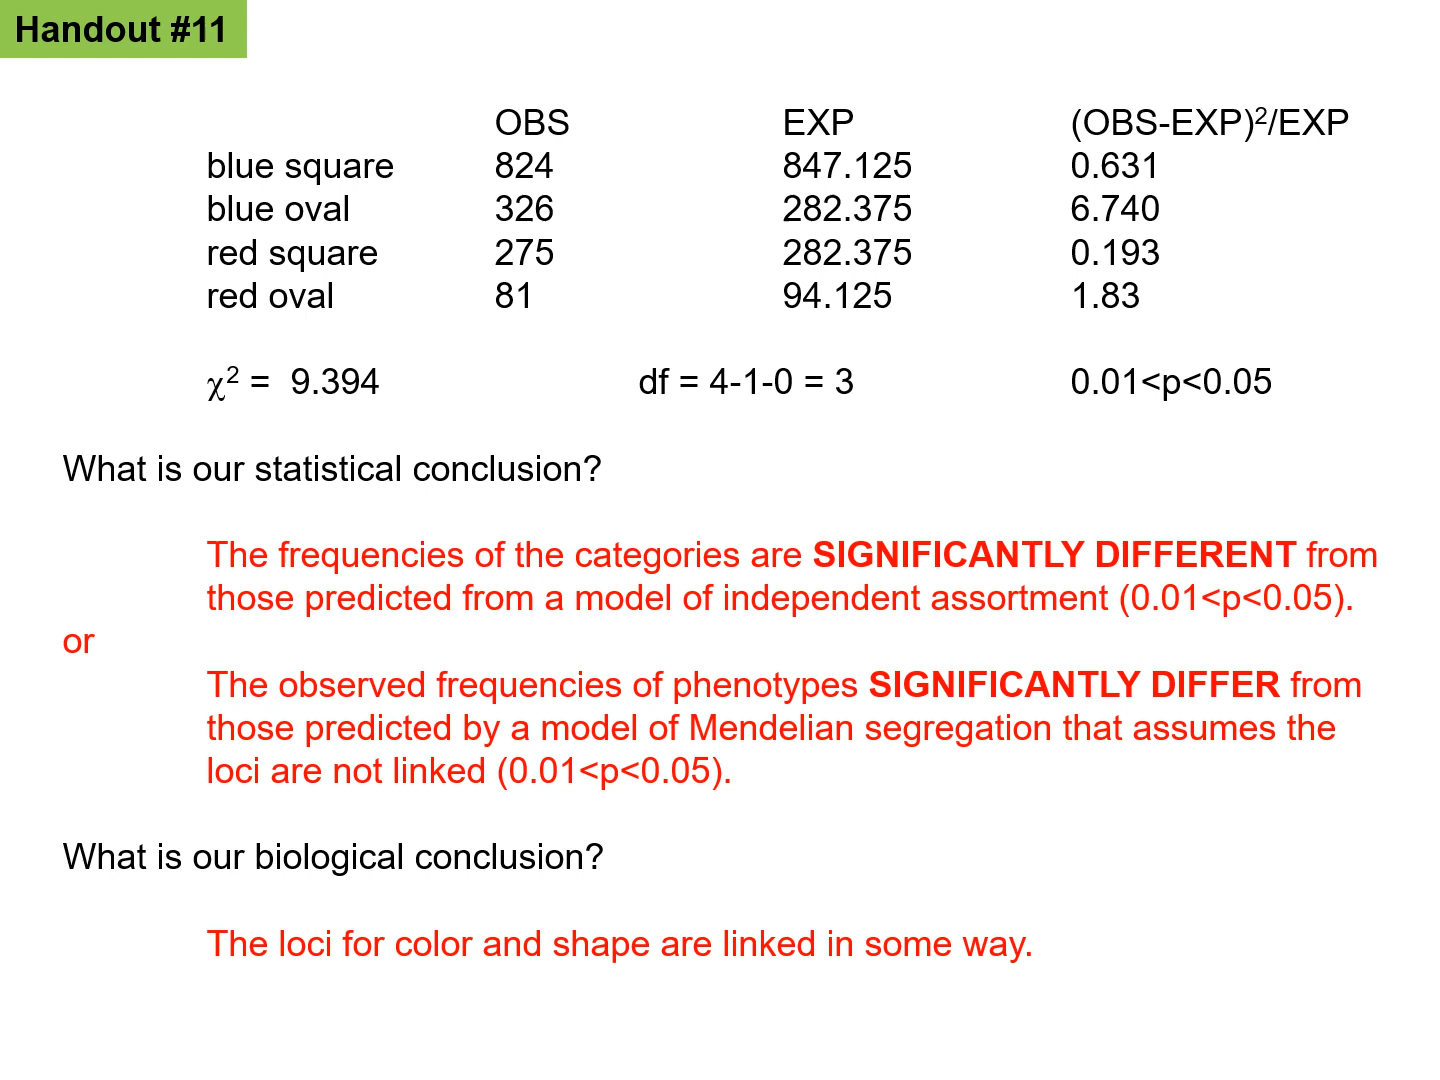 Handout #11
OBS EXP (OBS-EXP)²/EXP
blue square 824 847.125 0.631
blue oval 326 282.375 6.740
red square 275 282.375 0.193
red oval 81 94.125 1.83
χ² = 9.394 df = 4-1-0 = 3 0.01<p<0.05
What is our statistical conclusion?
The frequencies of the categories are SIGNIFICANTLY DIFFERENT from
those predicted from a model of independent assortment (0.01<p<0.05).
or
The observed frequencies of phenotypes SIGNIFICANTLY DIFFER from
those predicted by a model of Mendelian segregation that assumes the
loci are not linked (0.01<p<0.05).
What is our biological conclusion?
The loci for color and shape are linked in some way.